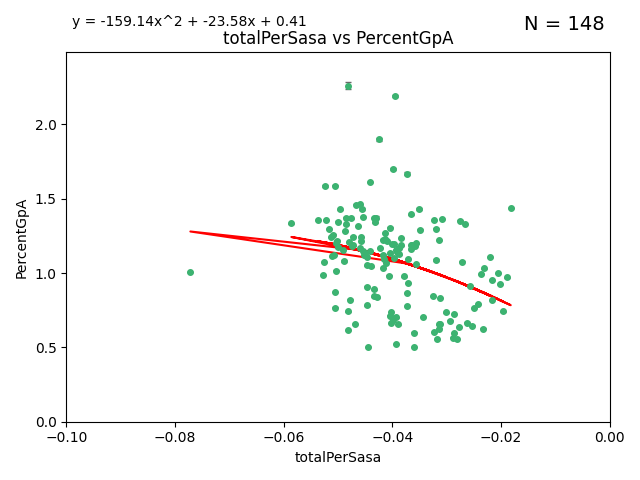 y = -159.14x^2 + -23.58x + 0.41
N = 148
totalPerSasa vs PercentGpA
PercentGpA
2.0
1.5
1.0
0.5
0.0
−0.10 −0.08 −0.06 −0.04 −0.02 0.00
totalPerSasa